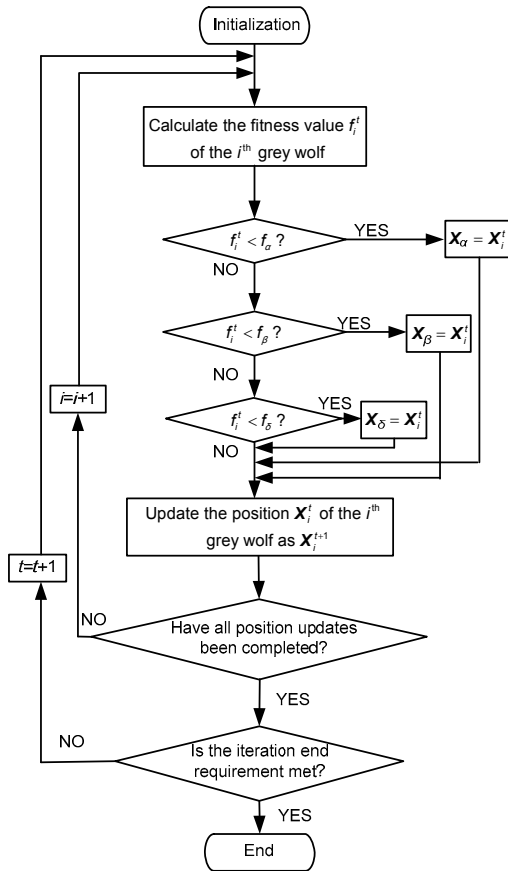 Initialization
Calculate the fitness value f_i^t
of the i^th grey wolf
f_i^t < f_α ?
YES
X_α = X_i^t
NO
f_i^t < f_β ?
YES
X_β = X_i^t
NO
i=i+1
f_i^t < f_δ ?
YES
X_δ = X_i^t
NO
Update the position X_i^t of the i^th
grey wolf as X_i^{t+1}
t=t+1
NO
Have all position updates
been completed?
YES
NO
Is the iteration end
requirement met?
YES
End